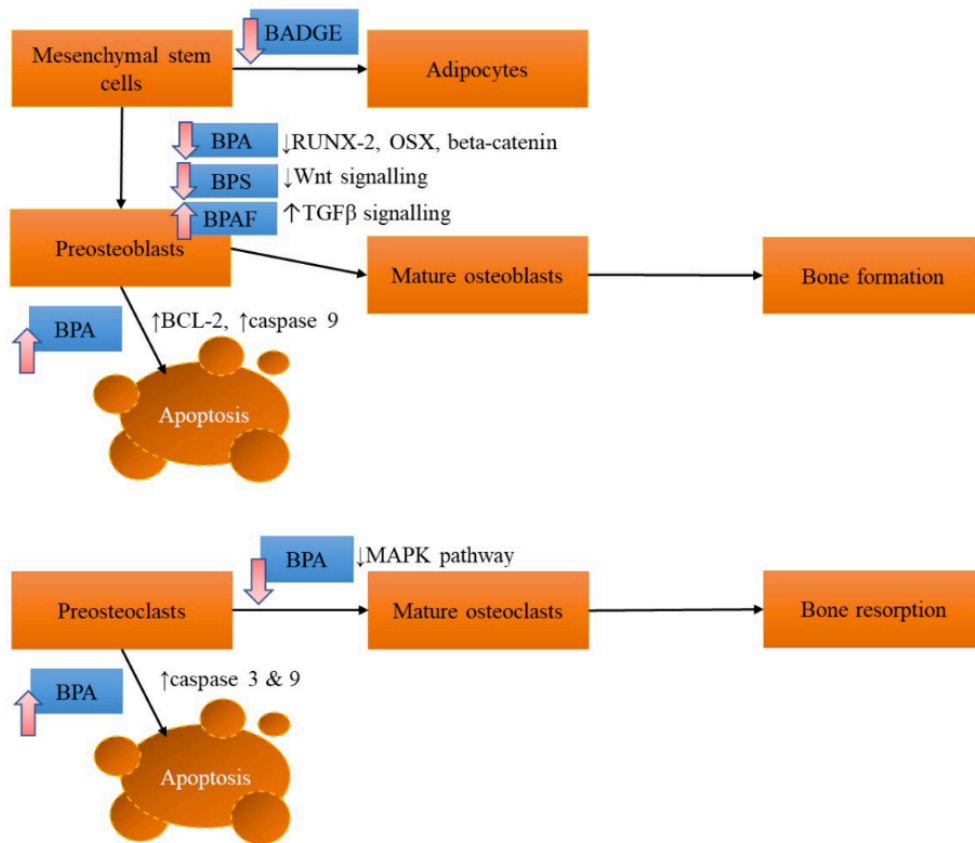 BADGE
Mesenchymal stem
cells
Adipocytes
BPA
↓RUNX-2, OSX, beta-catenin
BPS
↓Wnt signalling
BPAF
↑TGFβ signalling
Preosteoblasts
Mature osteoblasts
Bone formation
BPA
↑BCL-2, ↑caspase 9
Apoptosis
BPA
↓MAPK pathway
Preosteoclasts
Mature osteoclasts
Bone resorption
BPA
↑caspase 3 & 9
Apoptosis